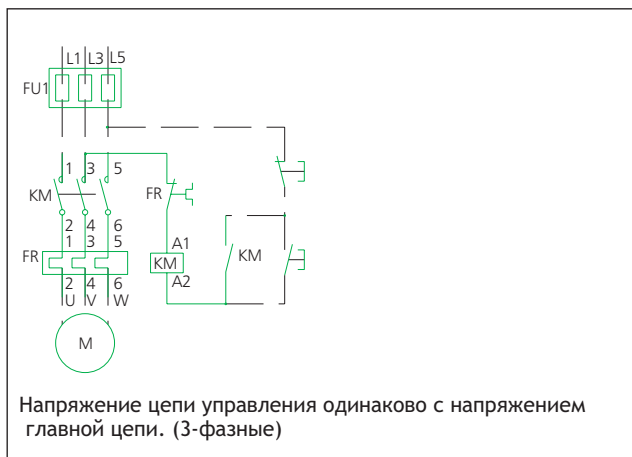 L1 L3 L5
FU1
1 3 5
KM FR
2 4 6
1 3 5
A1
FR KM KM
A2
2 4 6
U V W
M
Напряжение цепи управления одинаково с напряжением
главной цепи. (3-фазные)